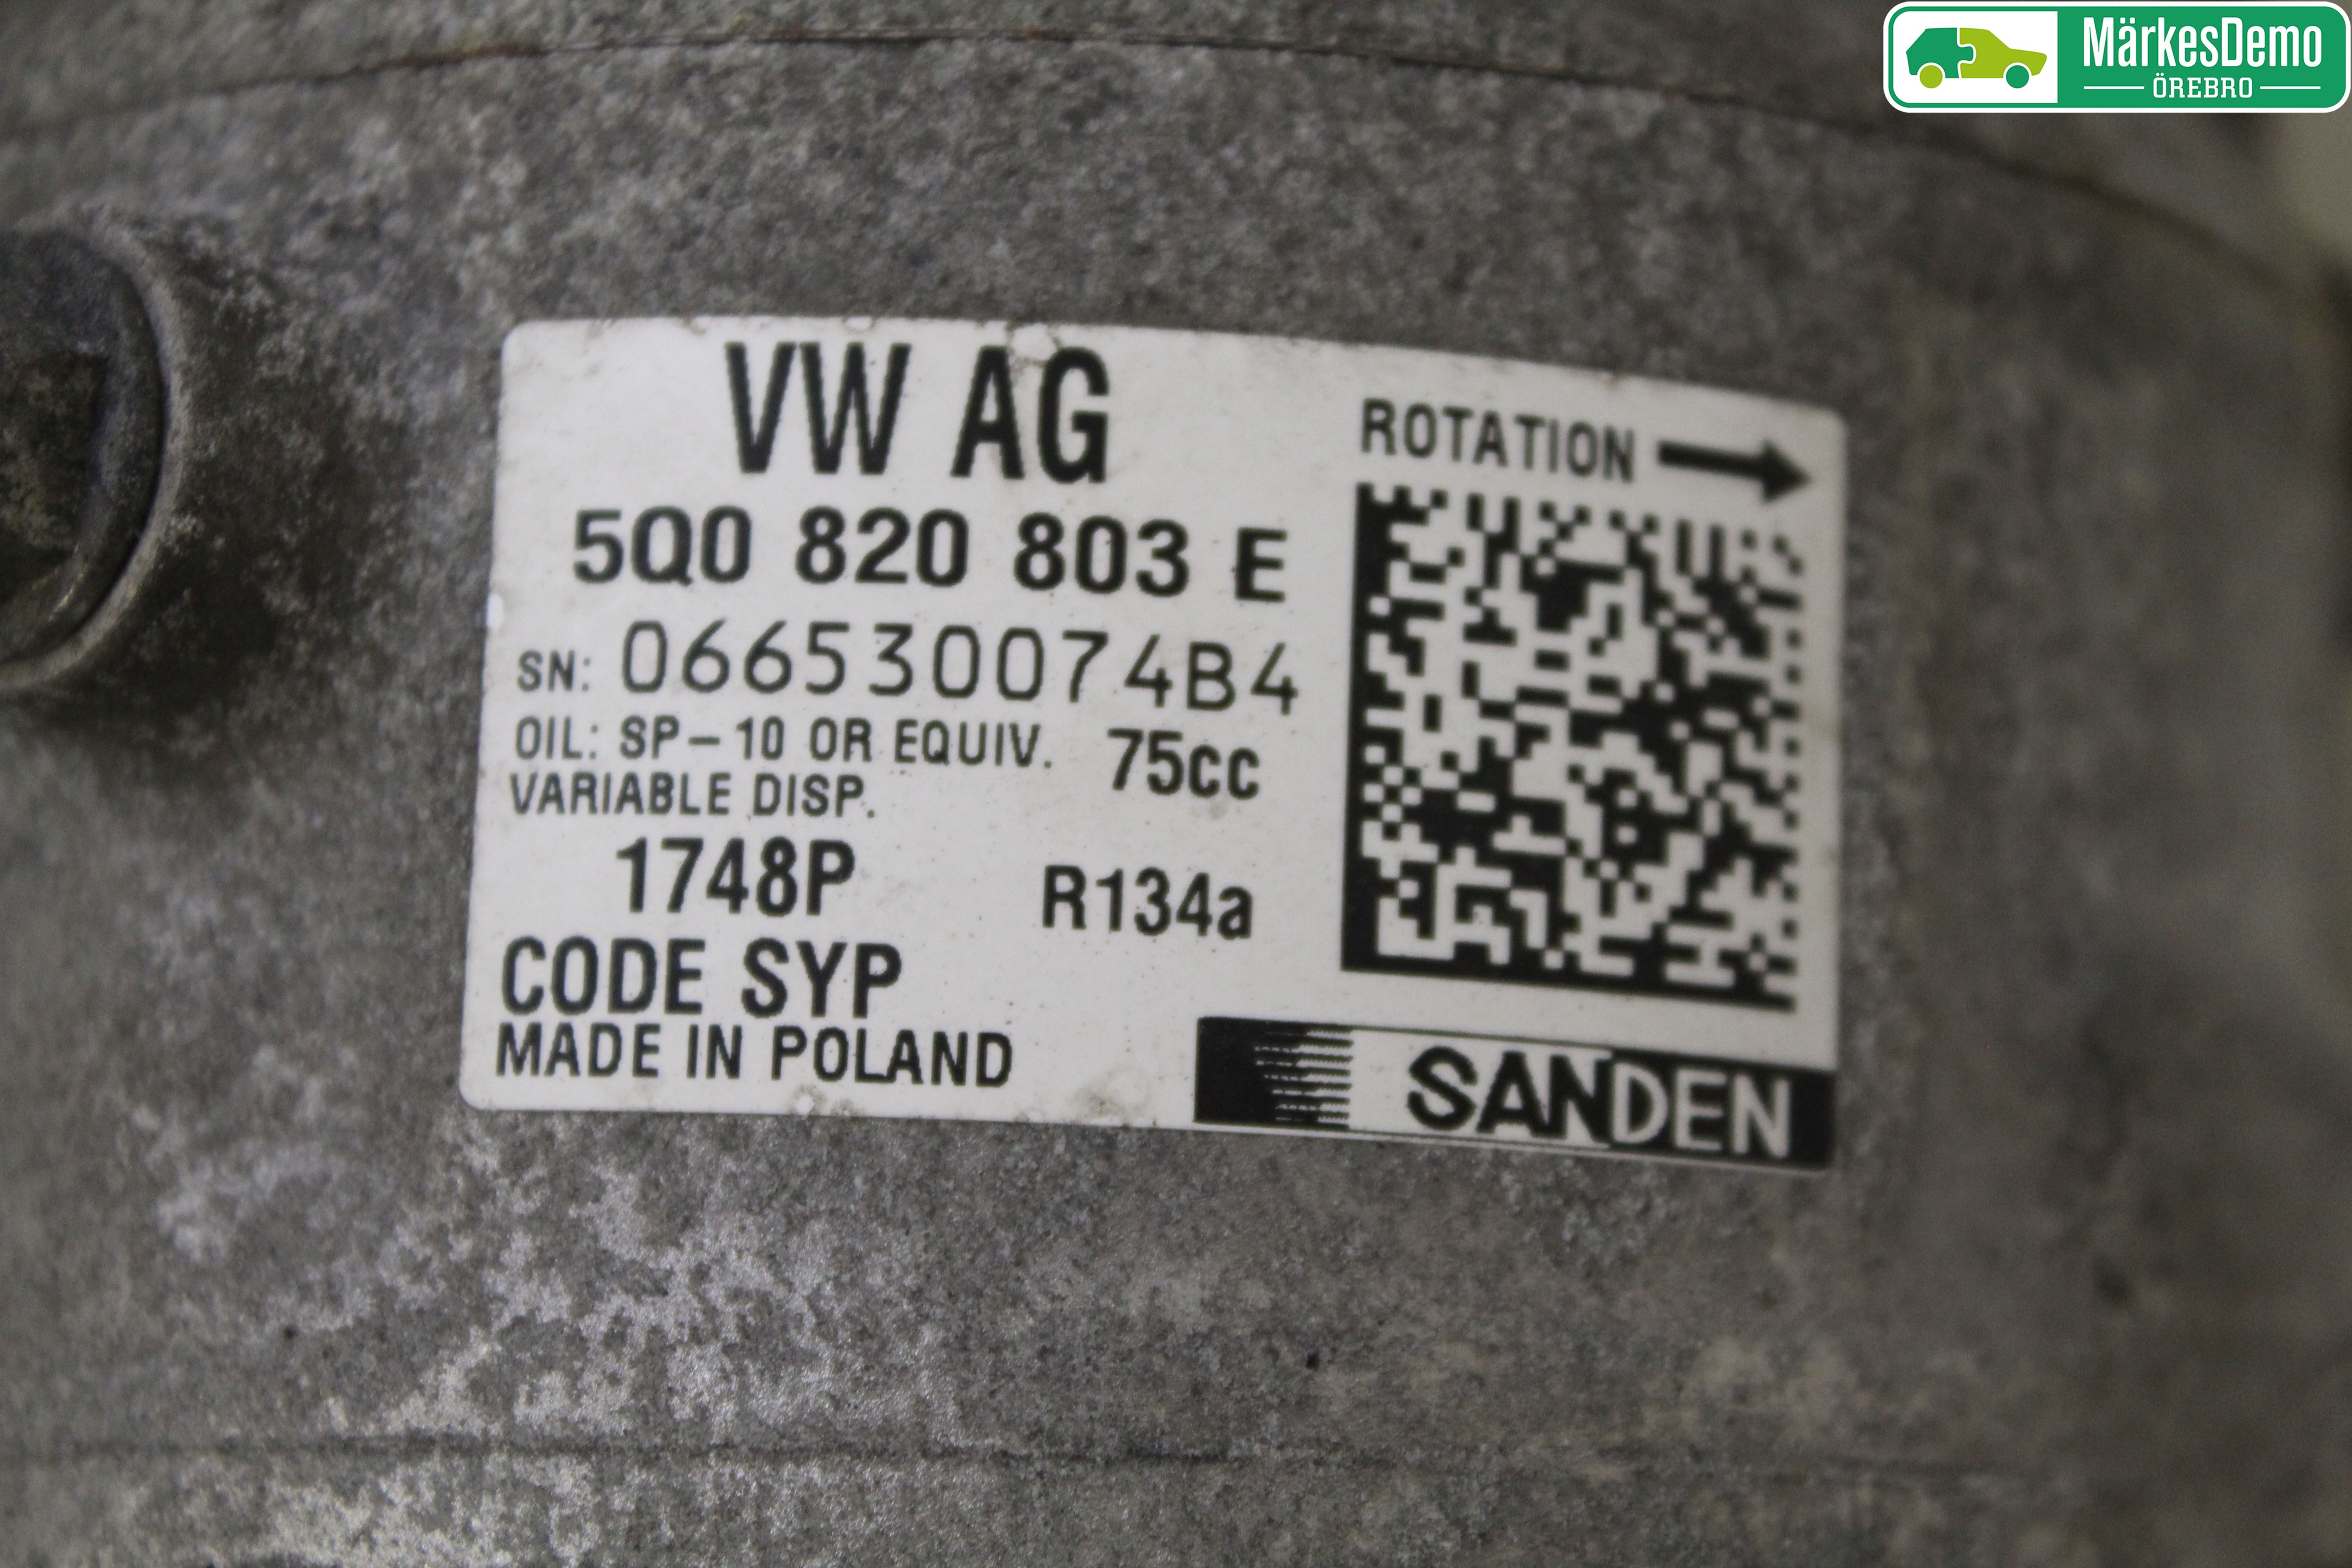 MärkesDemo
ÖREBRO
VW AG
ROTATION
5Q0 820 803 E
SN: 066530074B4
OIL: SP-10 OR EQUIV. 75cc
VARIABLE DISP.
1748P R134a
CODE SYP
MADE IN POLAND
SANDEN